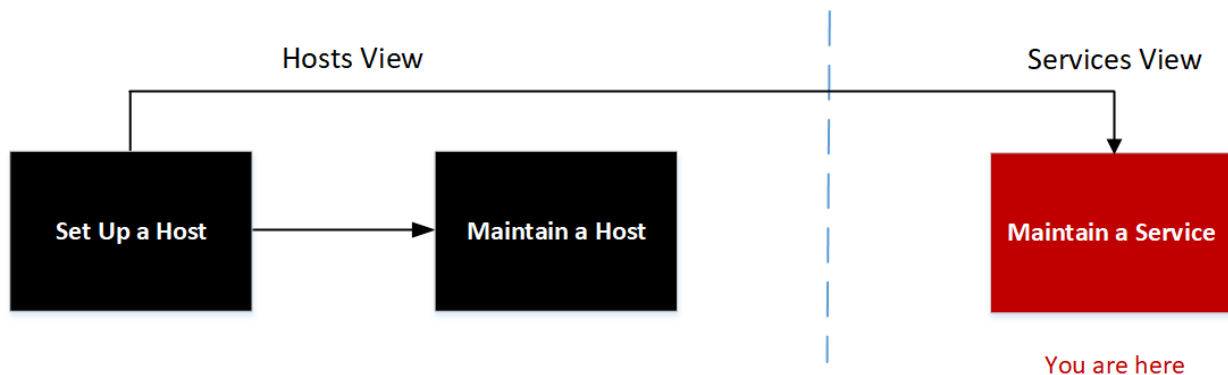 Hosts View
Services View
Set Up a Host
Maintain a Host
Maintain a Service
You are here